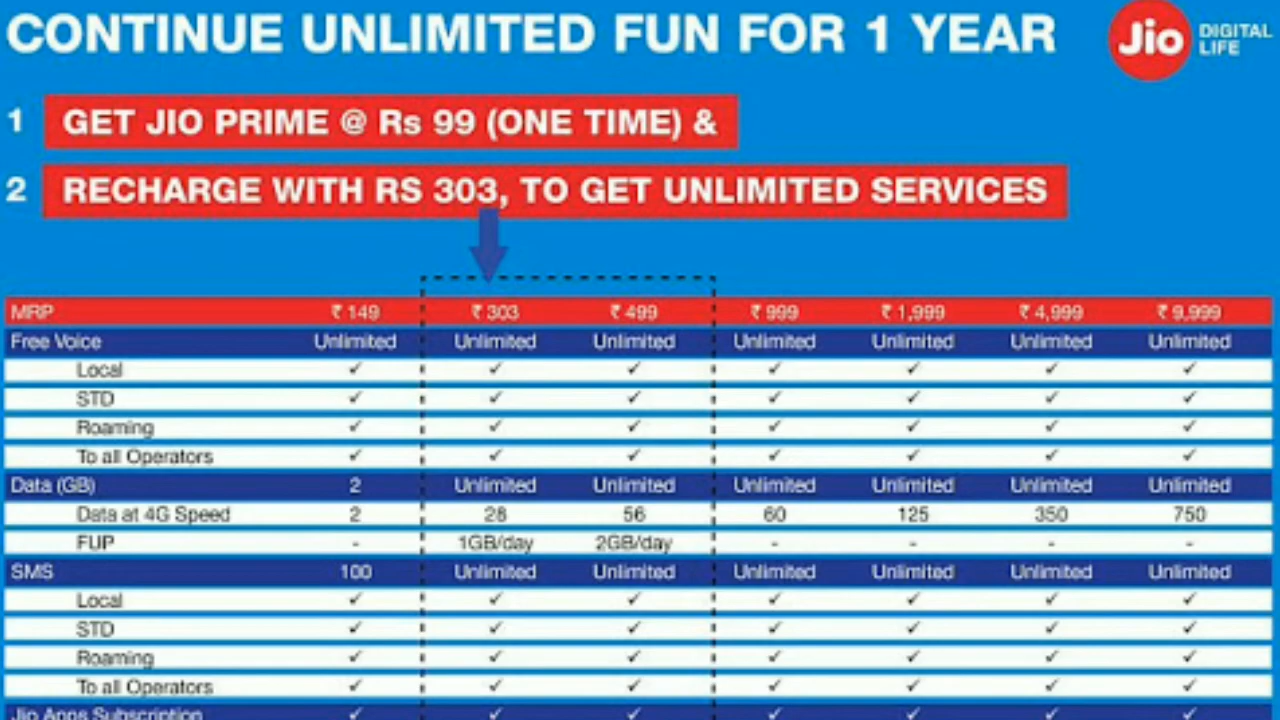 CONTINUE UNLIMITED FUN FOR 1 YEAR
Jio DIGITAL LIFE
1 GET JIO PRIME @ Rs 99 (ONE TIME) &
2 RECHARGE WITH RS 303, TO GET UNLIMITED SERVICES
MRP ₹ 149 ₹ 303 ₹ 499 ₹ 999 ₹ 1,999 ₹ 4,999 ₹ 9,999
Free Voice Unlimited Unlimited Unlimited Unlimited Unlimited Unlimited Unlimited
Local ✓ ✓ ✓ ✓ ✓ ✓ ✓
STD ✓ ✓ ✓ ✓ ✓ ✓ ✓
Roaming ✓ ✓ ✓ ✓ ✓ ✓ ✓
To all Operators ✓ ✓ ✓ ✓ ✓ ✓ ✓
Data (GB) 2 Unlimited Unlimited Unlimited Unlimited Unlimited Unlimited
Data at 4G Speed 2 28 56 60 125 350 750
FUP - 1GB/day 2GB/day - - - -
SMS 100 Unlimited Unlimited Unlimited Unlimited Unlimited Unlimited
Local ✓ ✓ ✓ ✓ ✓ ✓ ✓
STD ✓ ✓ ✓ ✓ ✓ ✓ ✓
Roaming ✓ ✓ ✓ ✓ ✓ ✓ ✓
To all Operators ✓ ✓ ✓ ✓ ✓ ✓ ✓
Jio Apps Subscription ✓ ✓ ✓ ✓ ✓ ✓ ✓